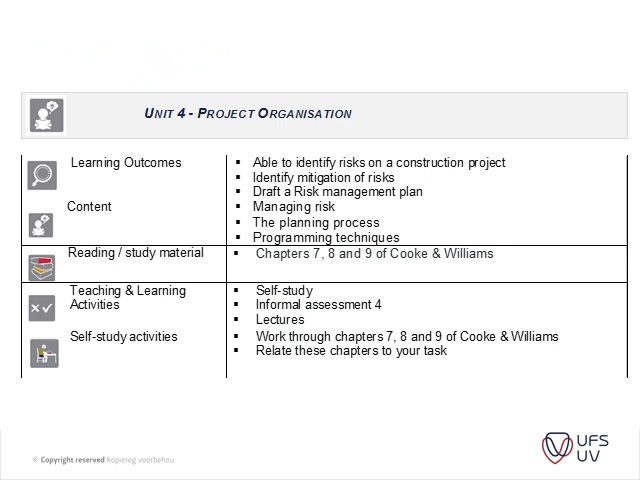 UNIT 4 - PROJECT ORGANISATION
Learning Outcomes
▪ Able to identify risks on a construction project
▪ Identify mitigation of risks
▪ Draft a Risk management plan
Content
▪ Managing risk
▪ The planning process
▪ Programming techniques
Reading / study material
▪ Chapters 7, 8 and 9 of Cooke & Williams
Teaching & Learning
Activities
▪ Self-study
▪ Informal assessment 4
▪ Lectures
Self-study activities
▪ Work through chapters 7, 8 and 9 of Cooke & Williams
▪ Relate these chapters to your task
© Copyright reserved Kopiereg voorbehou
UFS
UV